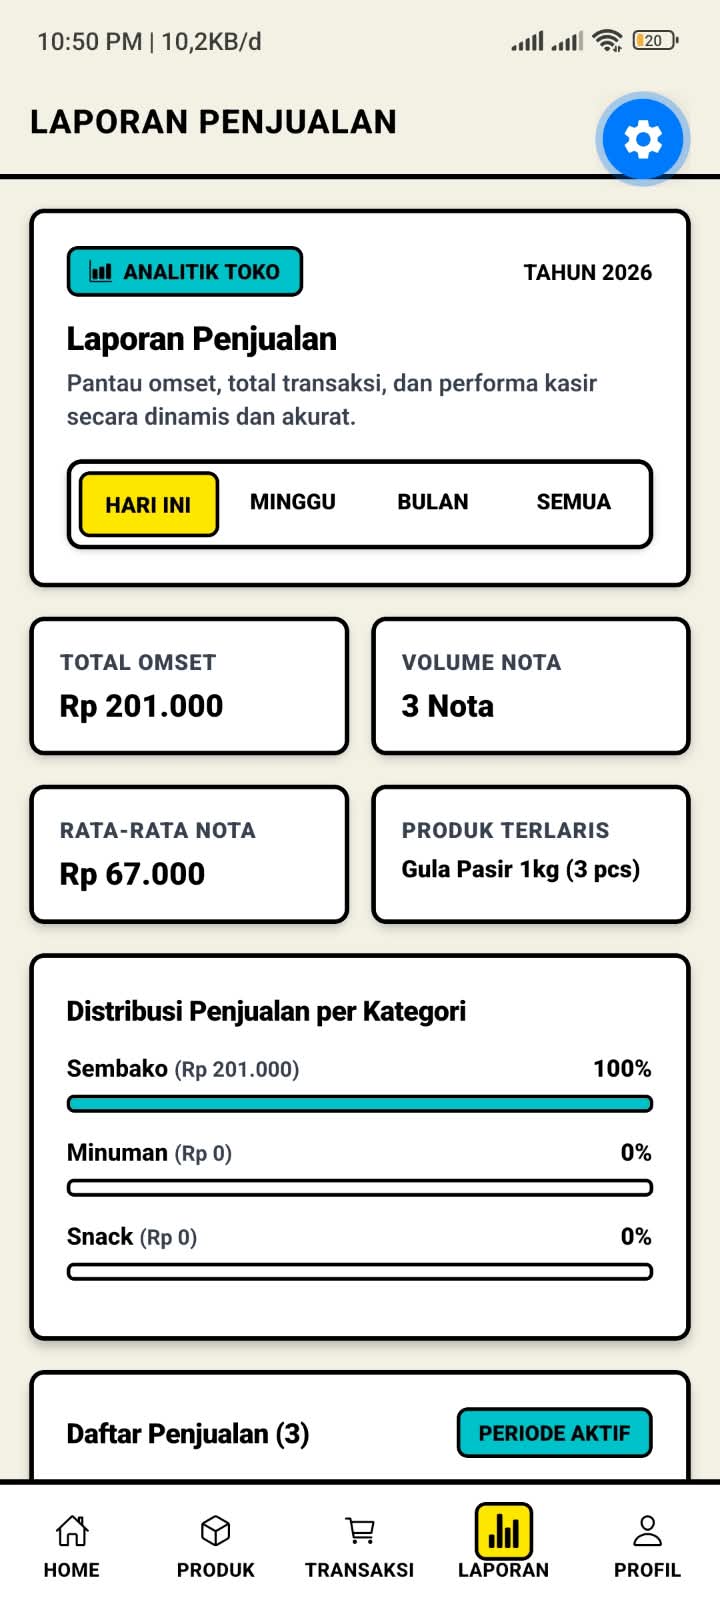 10:50 PM | 10,2KB/d
20
LAPORAN PENJUALAN
ANALITIK TOKO
TAHUN 2026
Laporan Penjualan
Pantau omset, total transaksi, dan performa kasir
secara dinamis dan akurat.
HARI INI
MINGGU
BULAN
SEMUA
TOTAL OMSET
Rp 201.000
VOLUME NOTA
3 Nota
RATA-RATA NOTA
Rp 67.000
PRODUK TERLARIS
Gula Pasir 1kg (3 pcs)
Distribusi Penjualan per Kategori
Sembako (Rp 201.000) 100%
Minuman (Rp 0) 0%
Snack (Rp 0) 0%
Daftar Penjualan (3)
PERIODE AKTIF
HOME
PRODUK
TRANSAKSI
LAPORAN
PROFIL